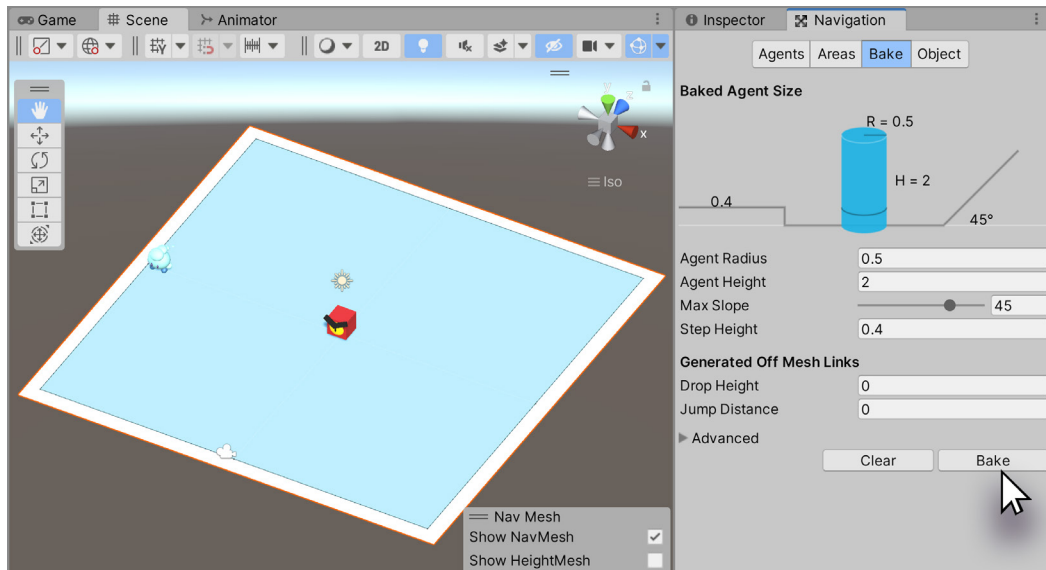 Game
Scene
Animator
2D
y
z
x
Iso
Nav Mesh
Show NavMesh
Show HeightMesh
Inspector
Navigation
Agents Areas Bake Object
Baked Agent Size
R = 0.5
H = 2
0.4
45°
Agent Radius 0.5
Agent Height 2
Max Slope 45
Step Height 0.4
Generated Off Mesh Links
Drop Height 0
Jump Distance 0
Advanced
Clear Bake